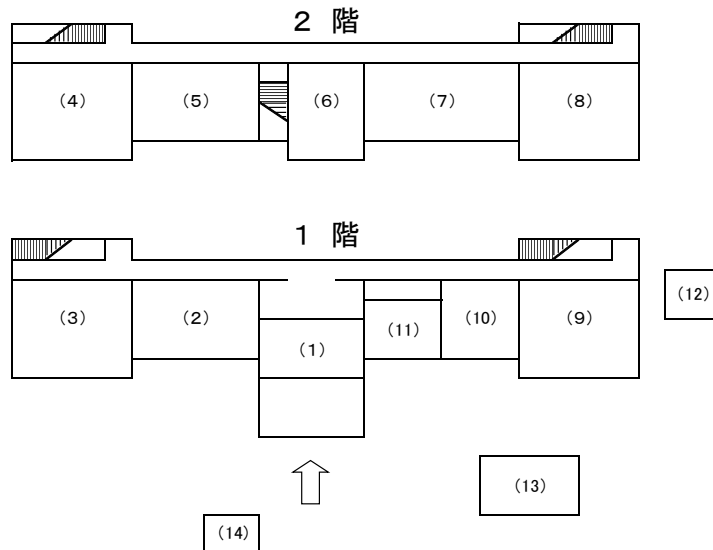 ２ 階
（4） （5） （6） （7） （8）
１ 階
（3） （2） （1） （11） （10） （9） （12）
（13）
（14）